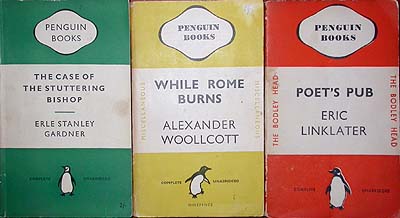 PENGUIN
BOOKS
THE CASE OF
THE STUTTERING
BISHOP
ERLE STANLEY
GARDNER
COMPLETE UNABRIDGED
2/-
PENGUIN
BOOKS
MISCELLANEOUS
MISCELLANEOUS
WHILE ROME
BURNS
ALEXANDER
WOOLLCOTT
COMPLETE UNABRIDGED
NINEPENCE
PENGUIN
BOOKS
THE BODLEY HEAD
THE BODLEY HEAD
POET'S PUB
ERIC
LINKLATER
COMPLETE UNABRIDGED